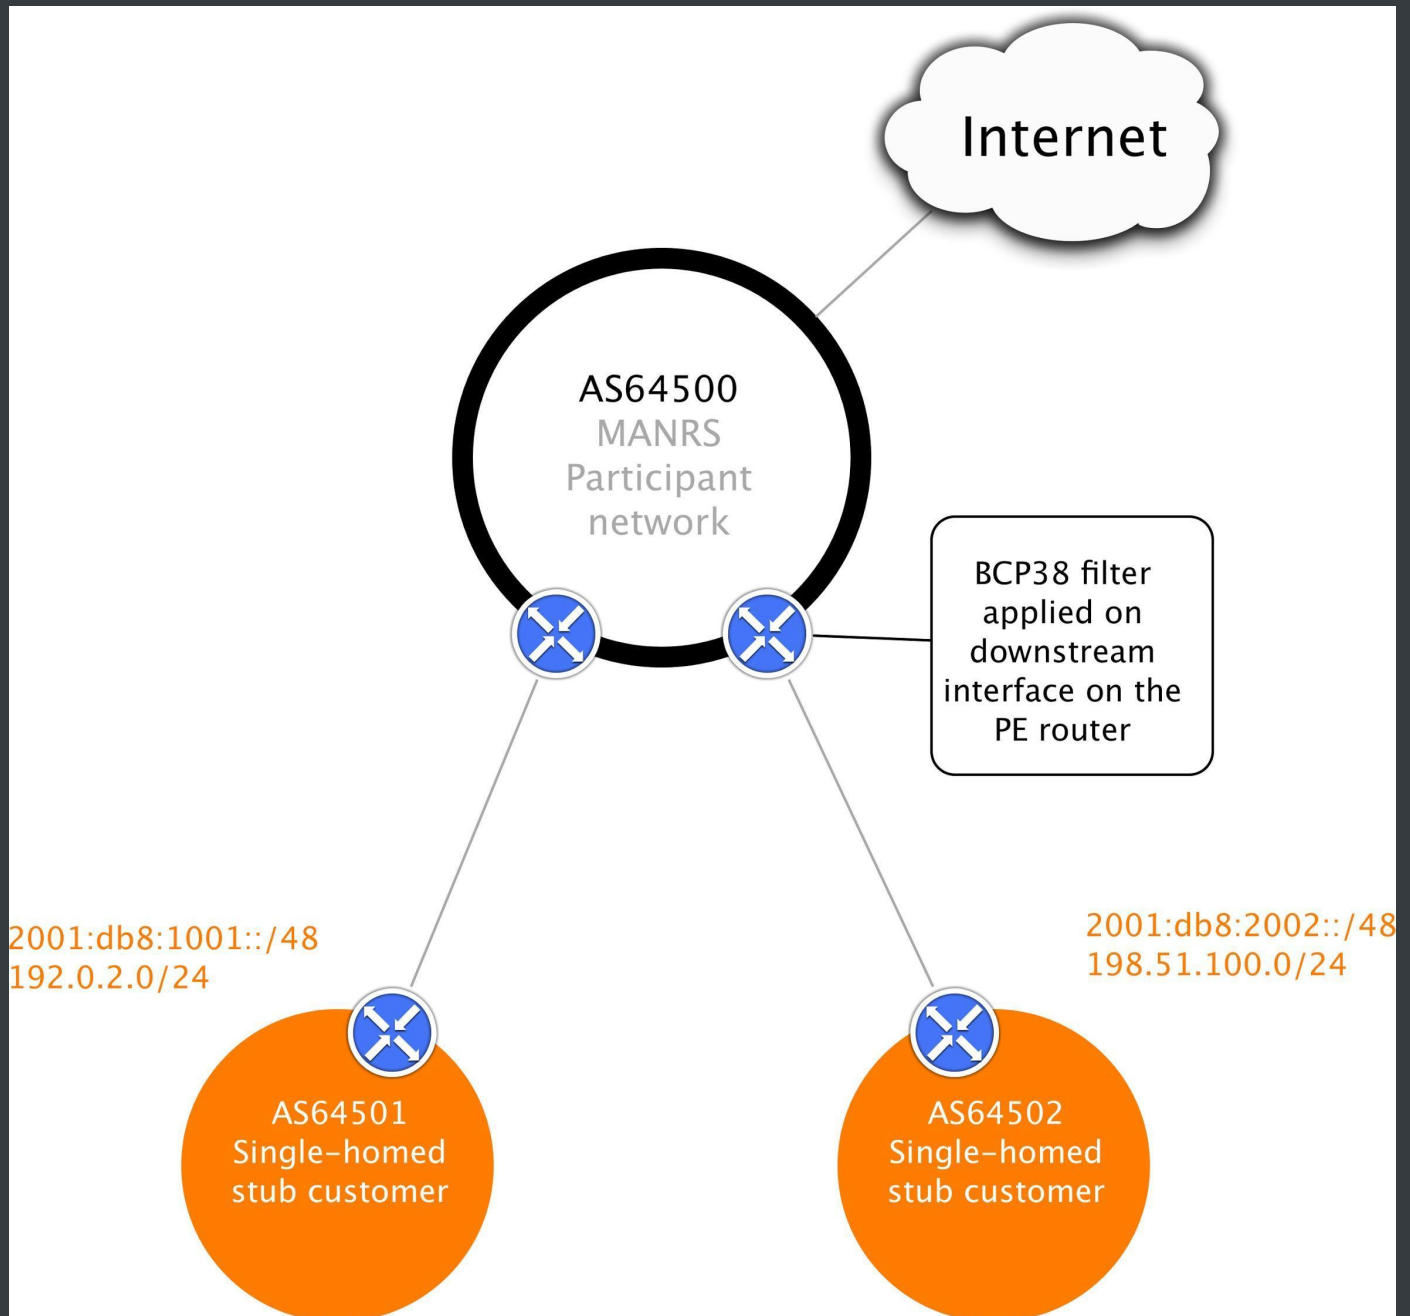 Internet
AS64500
MANRS
Participant
network
BCP38 filter
applied on
downstream
interface on the
PE router
2001:db8:1001::/48
192.0.2.0/24
2001:db8:2002::/48
198.51.100.0/24
AS64501
Single-homed
stub customer
AS64502
Single-homed
stub customer